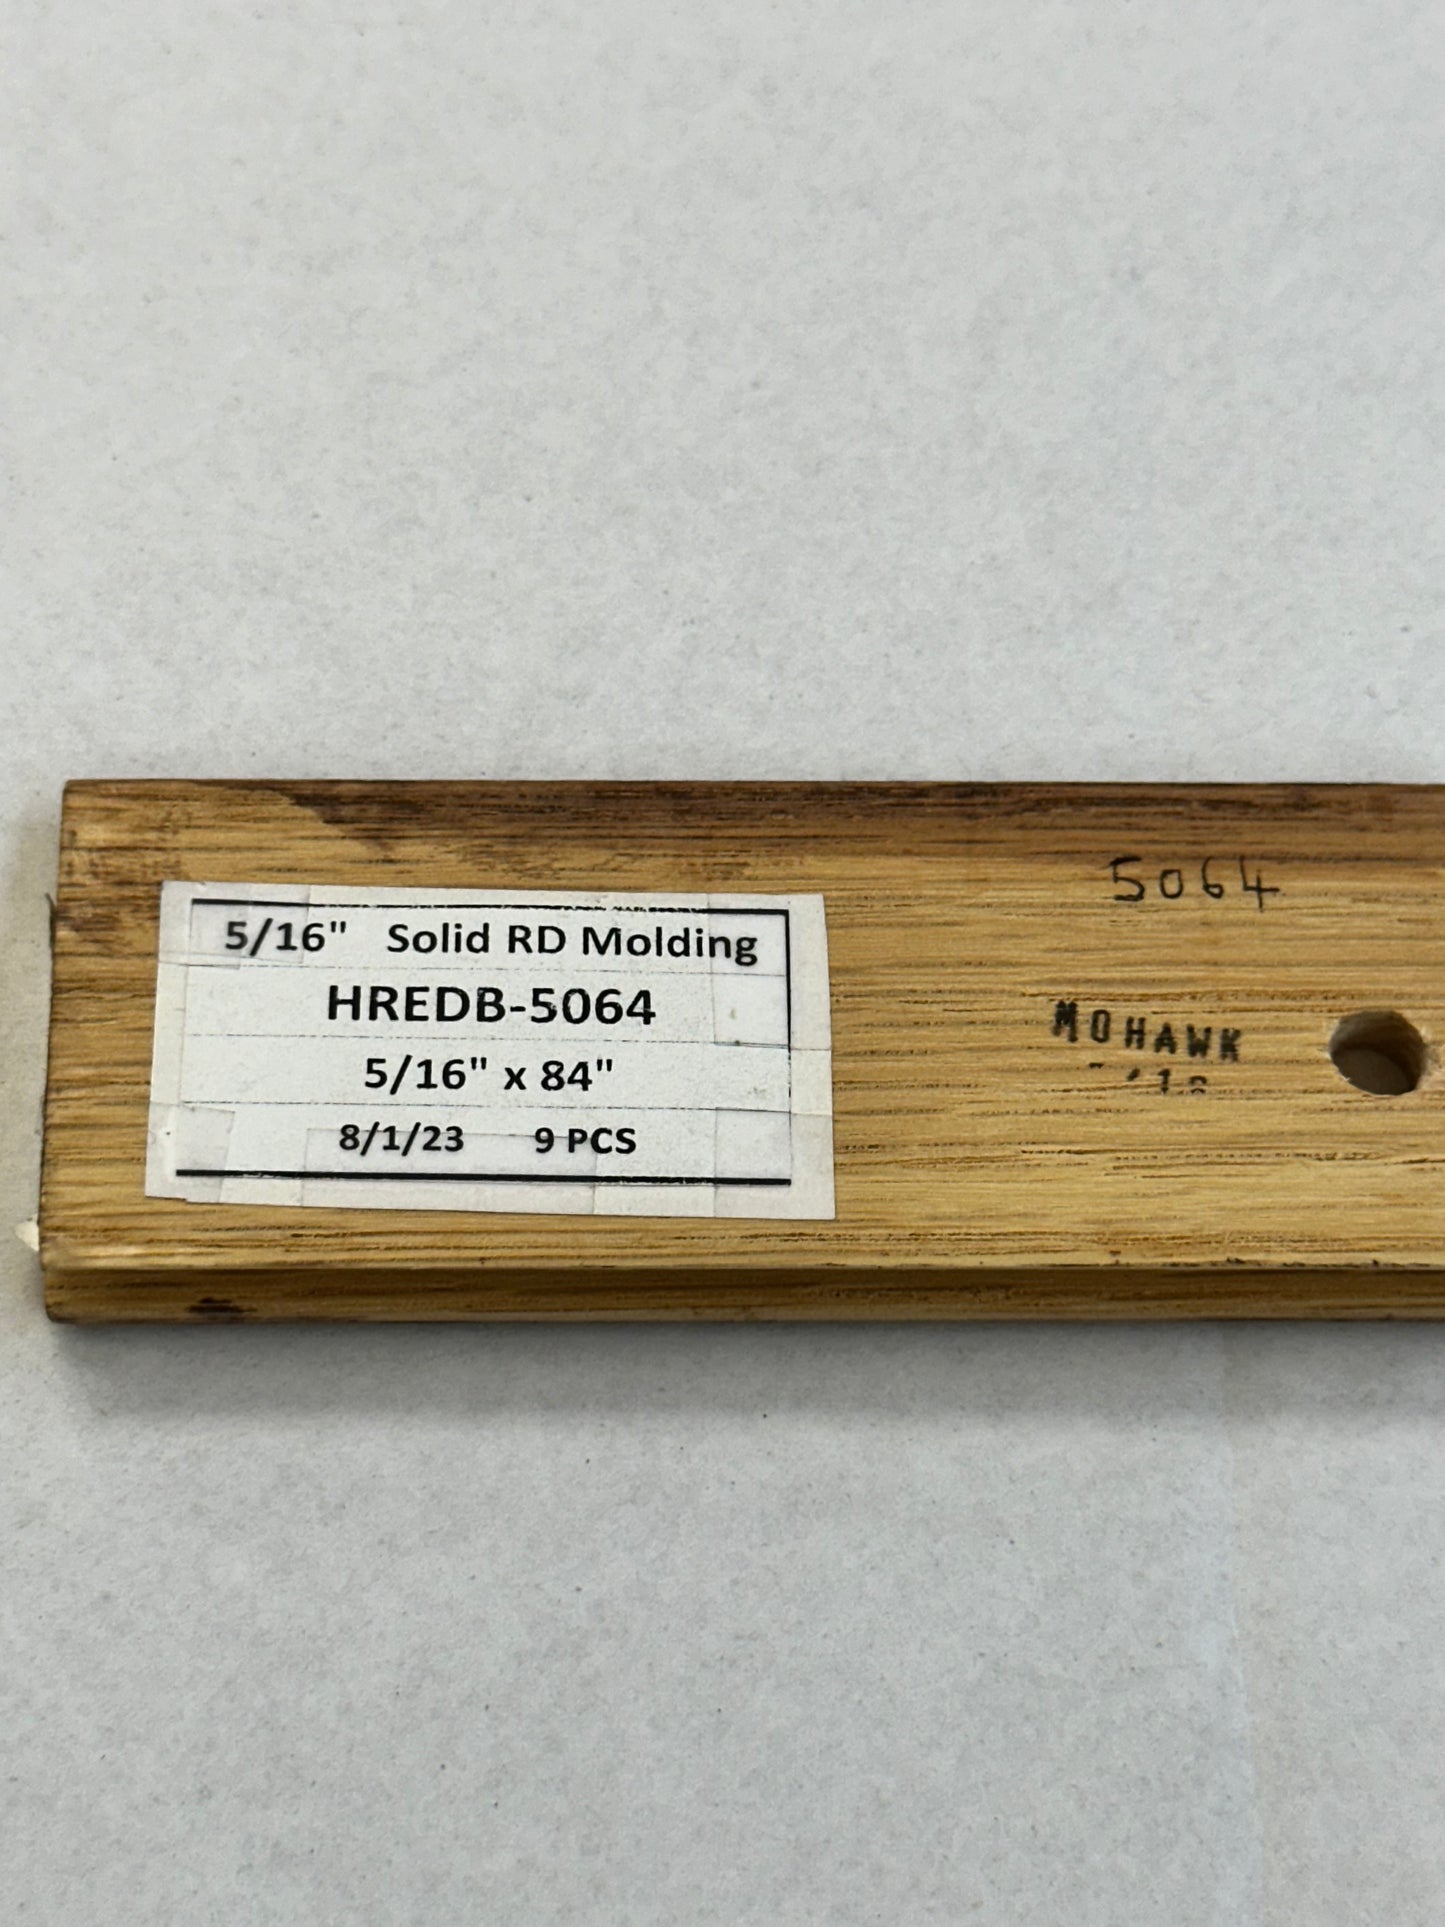 5/16" Solid RD Molding
HREDB-5064
5/16" x 84"
8/1/23 9 PCS
5064
MOHAWK